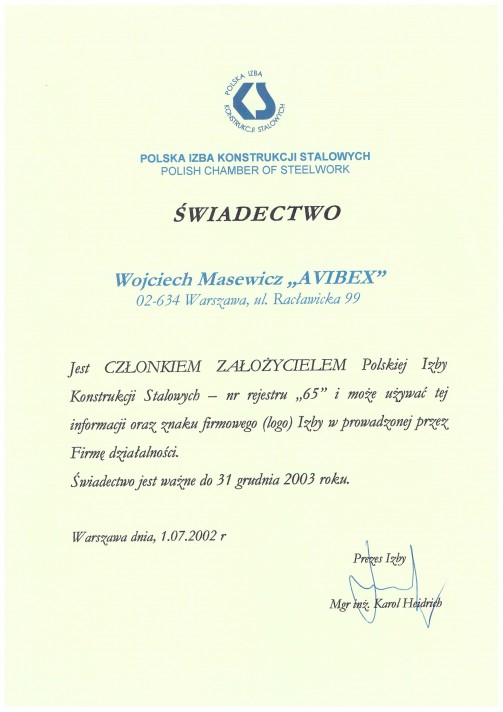 POLSKA IZBA
KONSTRUKCJI STALOWYCH
POLSKA IZBA KONSTRUKCJI STALOWYCH
POLISH CHAMBER OF STEELWORK
ŚWIADECTWO
Wojciech Masewicz „AVIBEX”
02-634 Warszawa, ul. Racławicka 99
Jest CZŁONKIEM ZAŁOŻYCIELEM Polskiej Izby
Konstrukcji Stalowych – nr rejestru „65” i może używać tej
informacji oraz znaku firmowego (logo) Izby w prowadzonej przez
Firmę działalności.
Świadectwo jest ważne do 31 grudnia 2003 roku.
Warszawa dnia, 1.07.2002 r
Prezes Izby
Mgr inż. Karol Heidrich